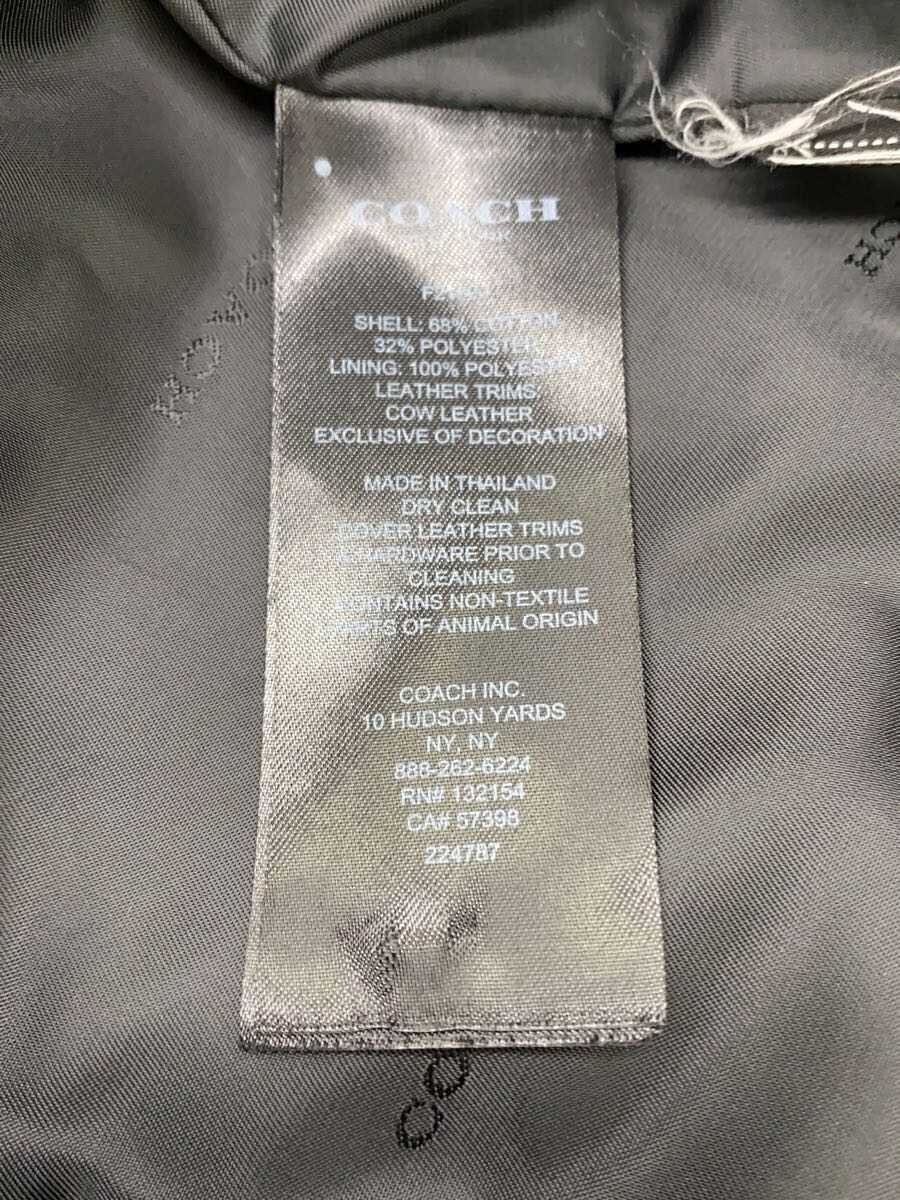 COACH
SHELL: 68% COTTON
32% POLYESTER
LINING: 100% POLYESTER
LEATHER TRIMS
COW LEATHER
EXCLUSIVE OF DECORATION
MADE IN THAILAND
DRY CLEAN
COVER LEATHER TRIMS
HARDWARE PRIOR TO
CLEANING
CONTAINS NON-TEXTILE
PARTS OF ANIMAL ORIGIN
COACH INC.
10 HUDSON YARDS
NY, NY
888-262-6224
RN# 132154
CA# 57398
224787
COACH
CO